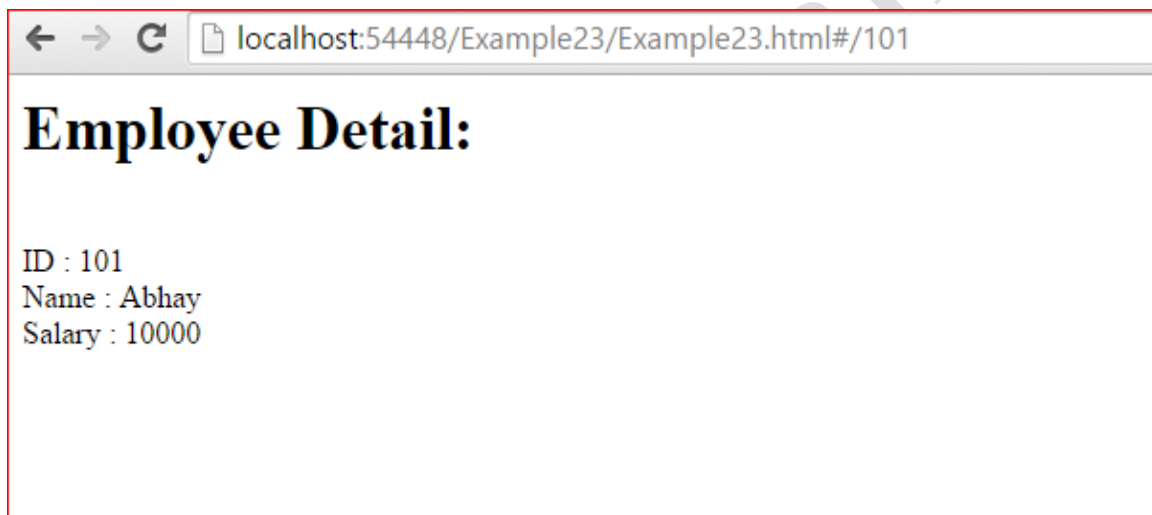 localhost:54448/Example23/Example23.html#/101
Employee Detail:
ID : 101
Name : Abhay
Salary : 10000